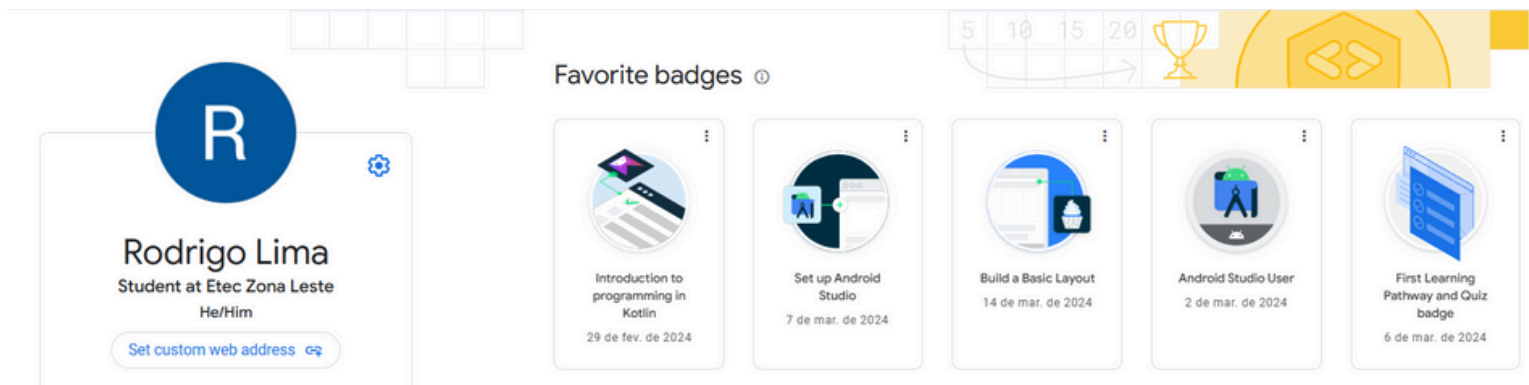 5 10 15 20
Favorite badges
R
Rodrigo Lima
Student at Etec Zona Leste
He/Him
Set custom web address
Introduction to
programming in
Kotlin
29 de fev. de 2024
Set up Android
Studio
7 de mar. de 2024
Build a Basic Layout
14 de mar. de 2024
Android Studio User
2 de mar. de 2024
First Learning
Pathway and Quiz
badge
6 de mar. de 2024